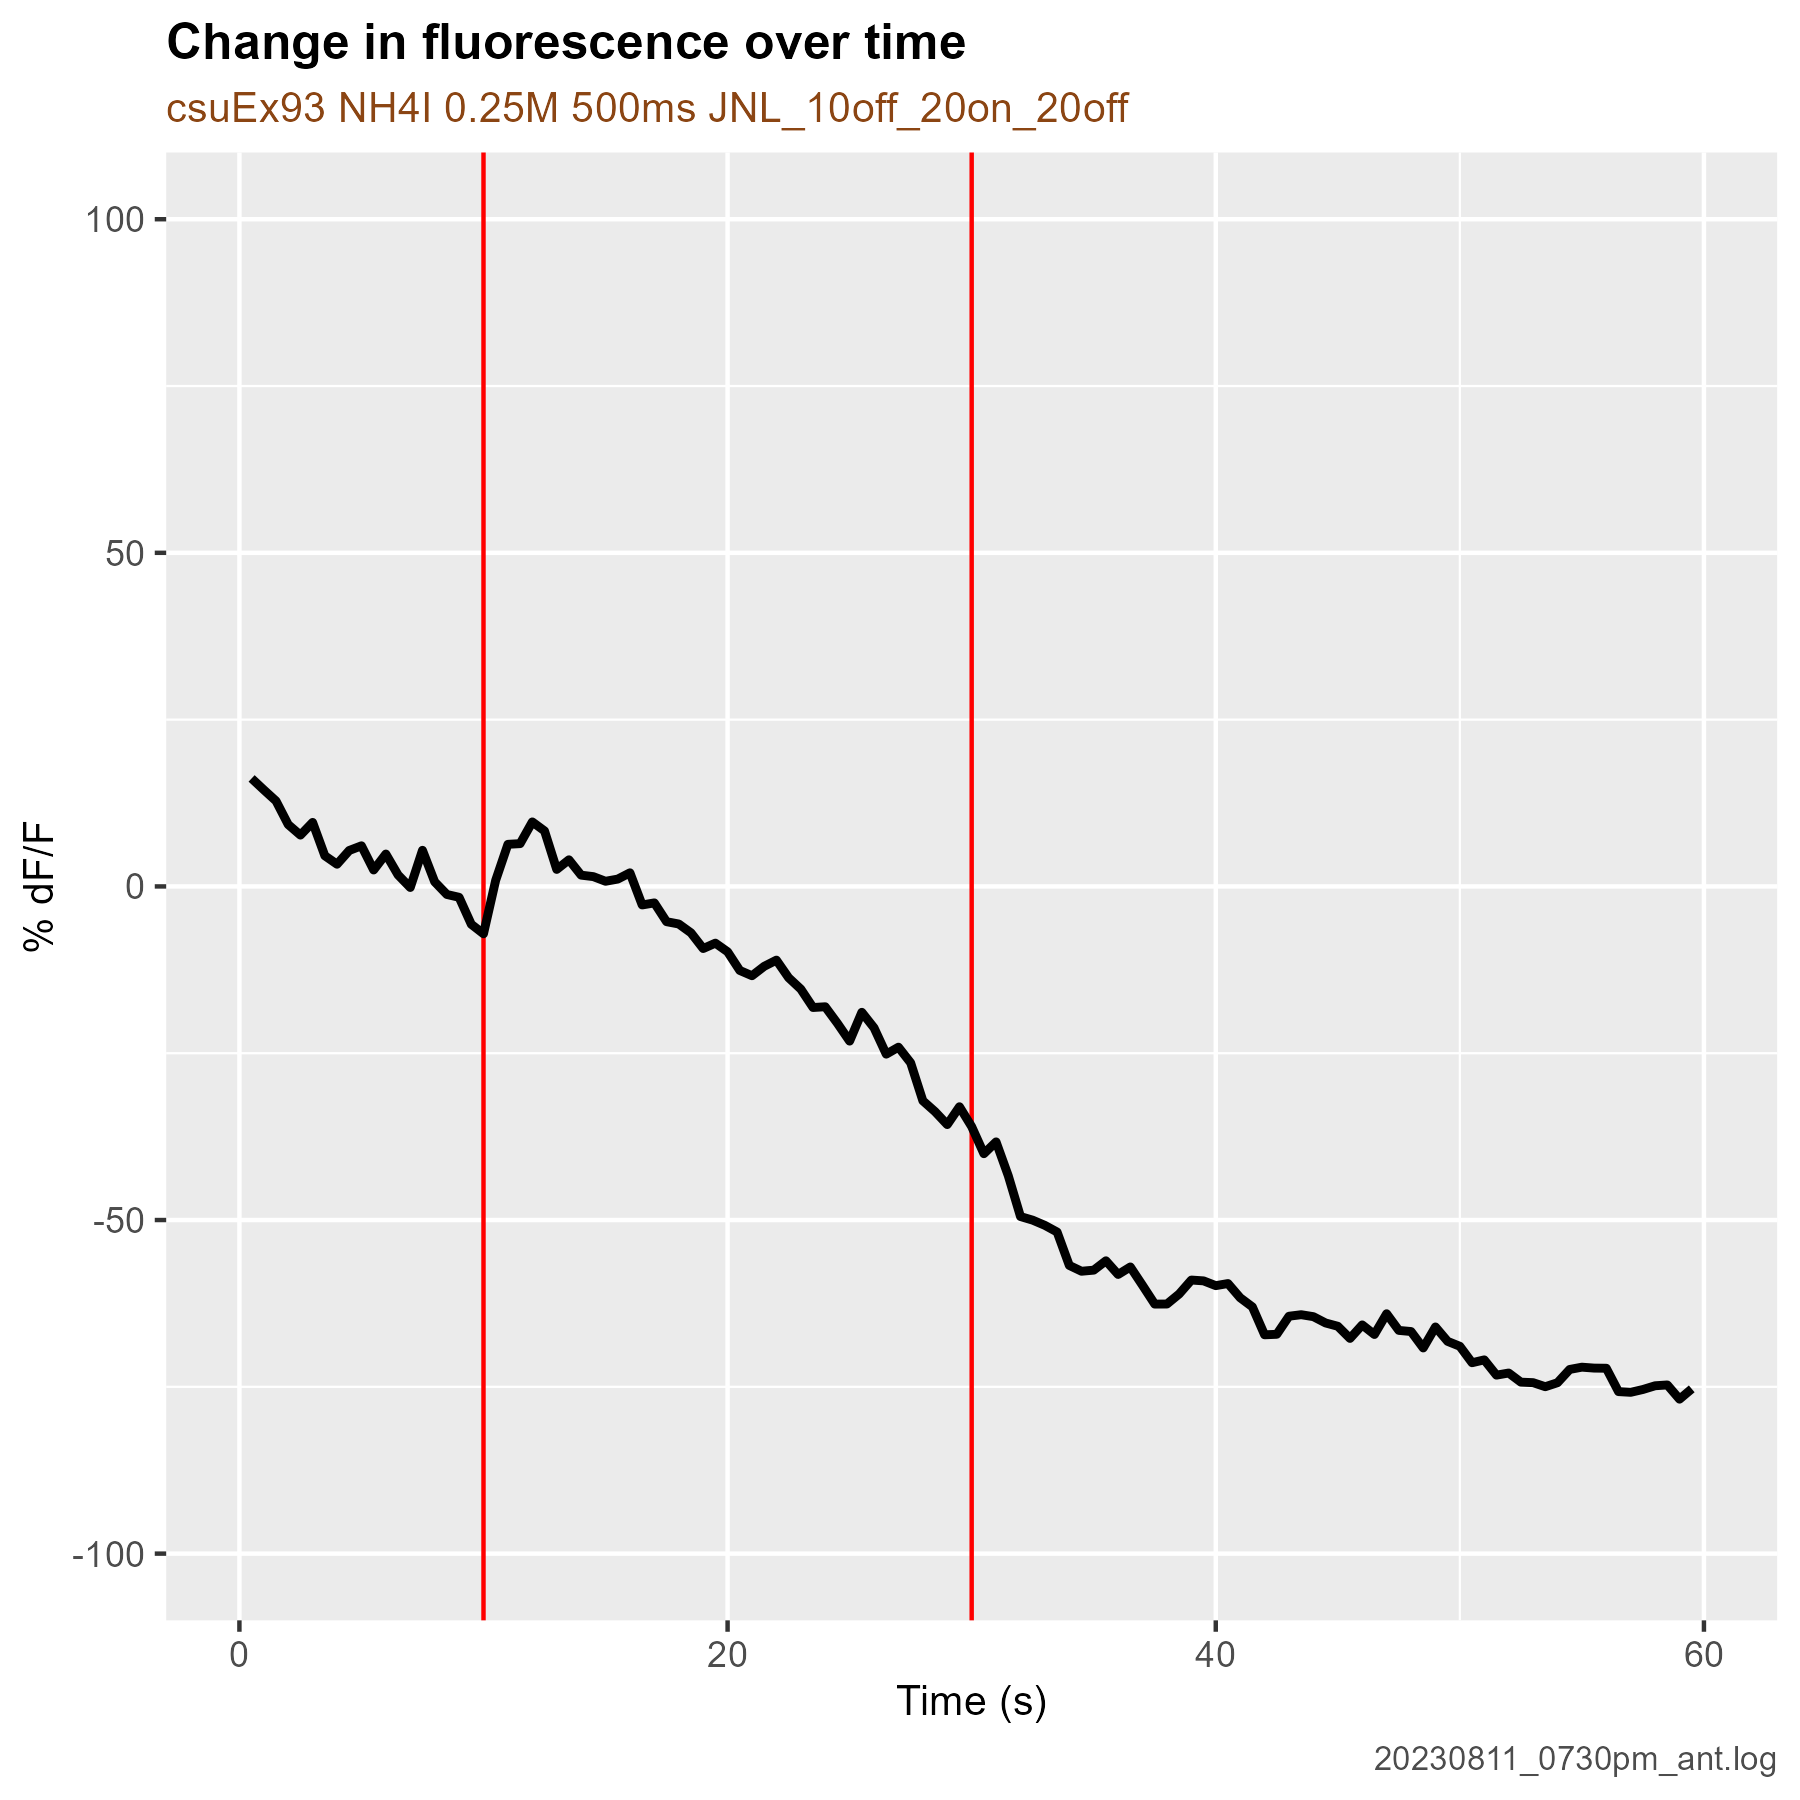 Change in fluorescence over time
csuEx93 NH4I 0.25M 500ms JNL_10off_20on_20off
% dF/F
100
50
0
-50
-100
0 20 40 60
Time (s)
20230811_0730pm_ant.log